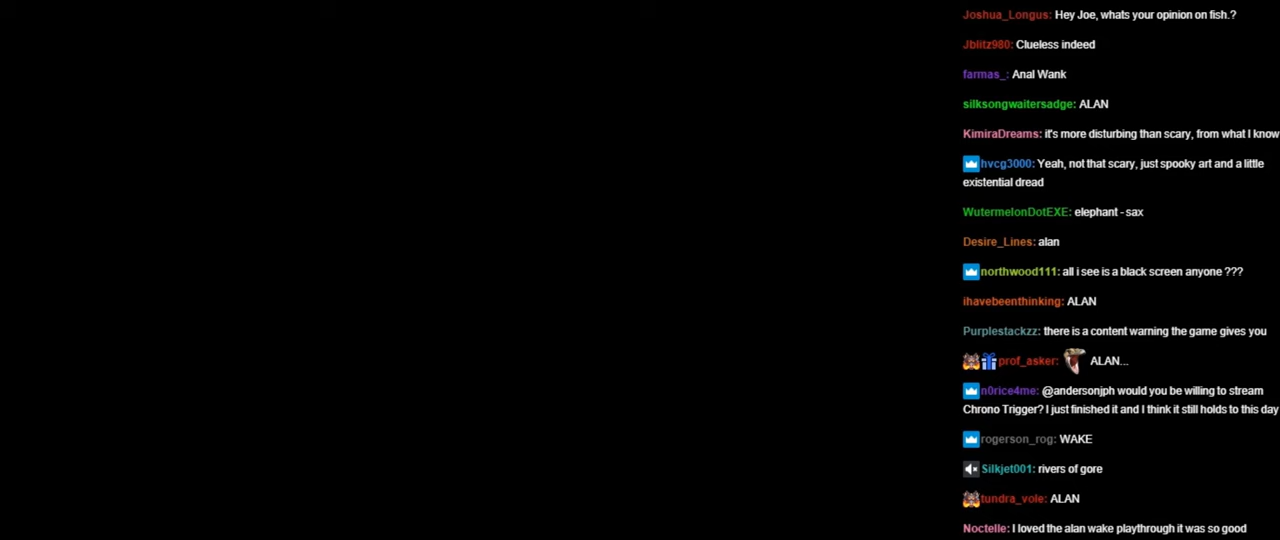 Joshua_Longus: Hey Joe, whats your opinion on fish.?
Jblitz980: Clueless indeed
farmas_: Anal Wank
silksongwaitersadge: ALAN
KimiraDreams: it's more disturbing than scary, from what I know
hvcg3000: Yeah, not that scary, just spooky art and a little
existential dread
WutermelonDotEXE: elephant - sax
Desire_Lines: alan
northwood111: all i see is a black screen anyone ???
ihavebeenthinking: ALAN
Purplestackzz: there is a content warning the game gives you
prof_asker: ALAN...
n0rice4me: @andersonjph would you be willing to stream
Chrono Trigger? I just finished it and I think it still holds to this day
rogerson_rog: WAKE
Silkjet001: rivers of gore
tundra_vole: ALAN
Noctelle: I loved the alan wake playthrough it was so good